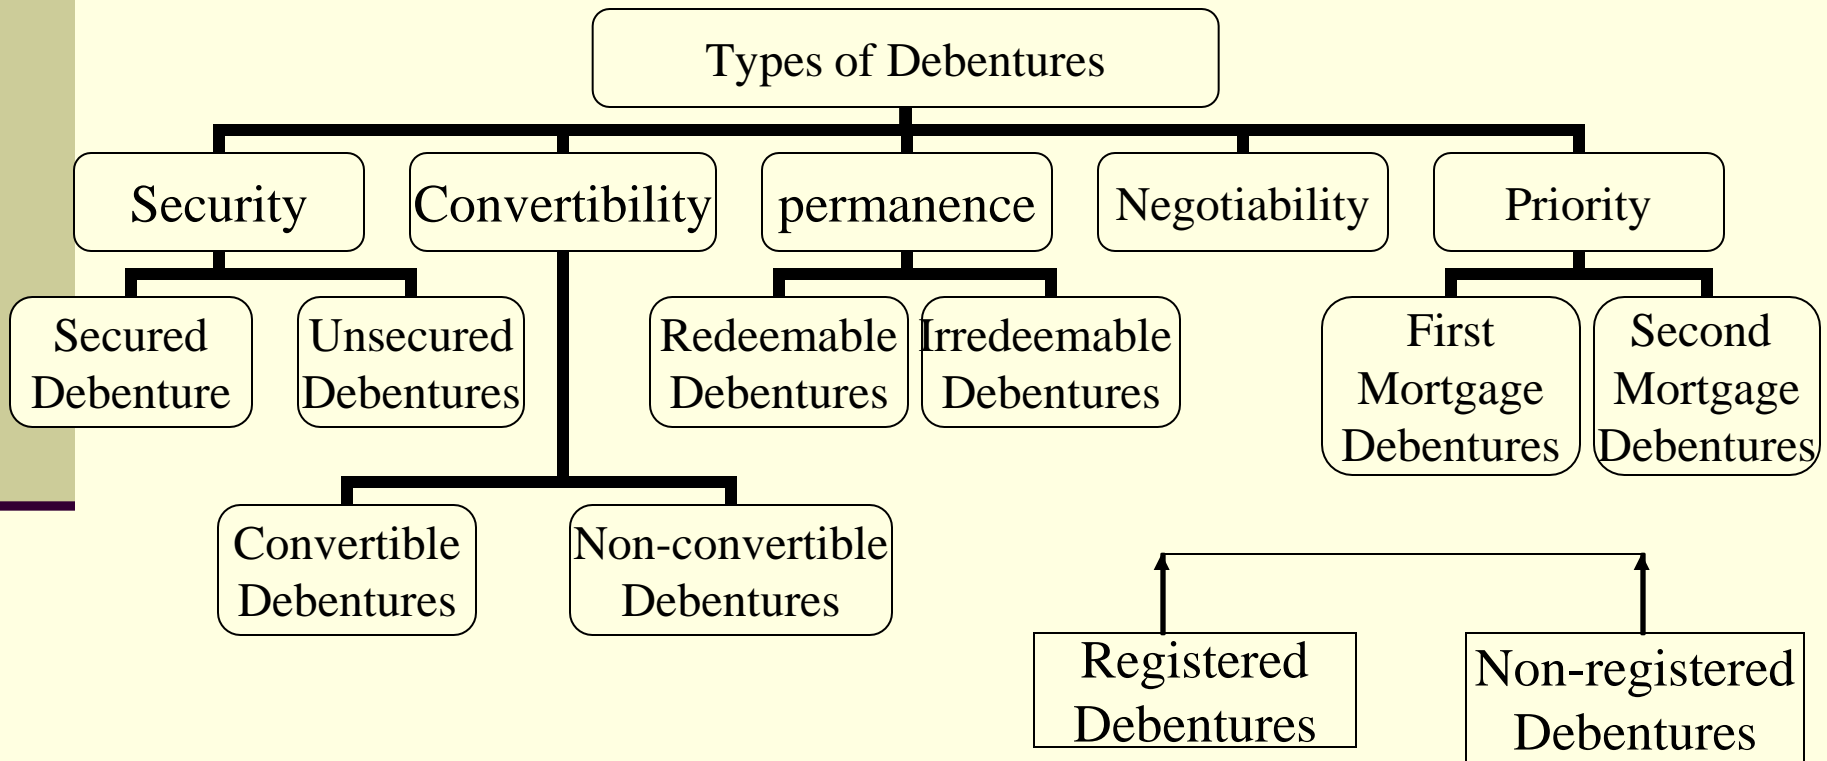 Types of Debentures
Security
Convertibility
permanence
Negotiability
Priority
Secured
Debenture
Unsecured
Debentures
Redeemable
Debentures
Irredeemable
Debentures
First
Mortgage
Debentures
Second
Mortgage
Debentures
Convertible
Debentures
Non-convertible
Debentures
Registered
Debentures
Non-registered
Debentures